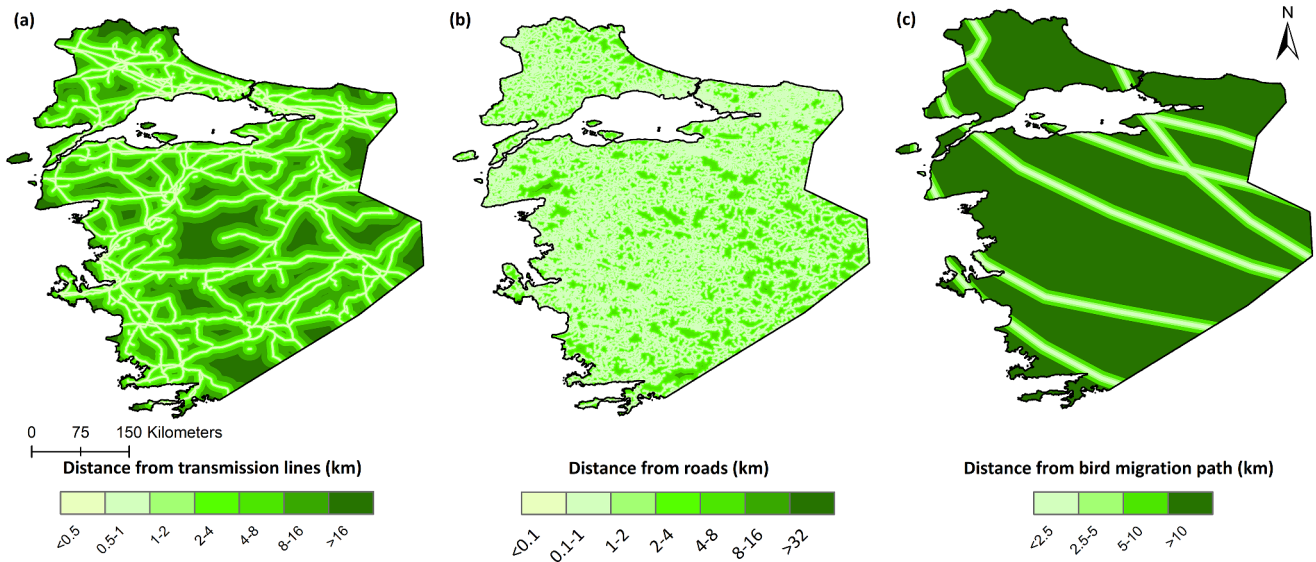 (a)
(b)
(c)
N
0 75 150 Kilometers
Distance from transmission lines (km)
<0.5 0.5-1 1-2 2-4 4-8 8-16 >16
Distance from roads (km)
<0.1 0.1-1 1-2 2-4 4-8 8-16 >32
Distance from bird migration path (km)
<2.5 2.5-5 5-10 >10